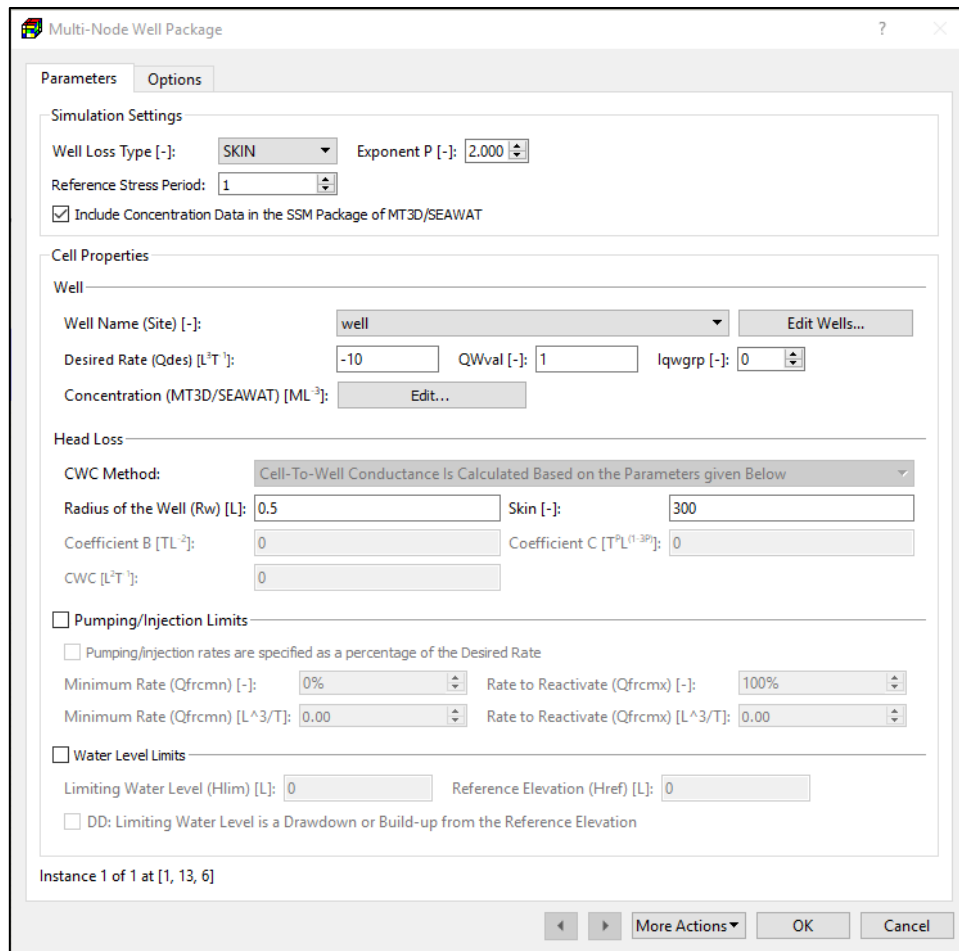 Multi-Node Well Package ?
Parameters Options
Simulation Settings
Well Loss Type [-]: SKIN Exponent P [-]: 2.000
Reference Stress Period: 1
Include Concentration Data in the SSM Package of MT3D/SEAWAT
Cell Properties
Well
Well Name (Site) [-]: well Edit Wells...
Desired Rate (Qdes) [L³T⁻¹]: -10 QWval [-]: 1 Iqwgrp [-]: 0
Concentration (MT3D/SEAWAT) [ML⁻³]: Edit...
Head Loss
CWC Method: Cell-To-Well Conductance Is Calculated Based on the Parameters given Below
Radius of the Well (Rw) [L]: 0.5 Skin [-]: 300
Coefficient B [TL⁻²]: 0 Coefficient C [TᴾL⁽¹⁻³ᴾ⁾]: 0
CWC [L²T⁻¹]: 0
Pumping/Injection Limits
Pumping/injection rates are specified as a percentage of the Desired Rate
Minimum Rate (Qfrcmn) [-]: 0% Rate to Reactivate (Qfrcmx) [-]: 100%
Minimum Rate (Qfrcmn) [L^3/T]: 0.00 Rate to Reactivate (Qfrcmx) [L^3/T]: 0.00
Water Level Limits
Limiting Water Level (Hlim) [L]: 0 Reference Elevation (Href) [L]: 0
DD: Limiting Water Level is a Drawdown or Build-up from the Reference Elevation
Instance 1 of 1 at [1, 13, 6]
More Actions OK Cancel